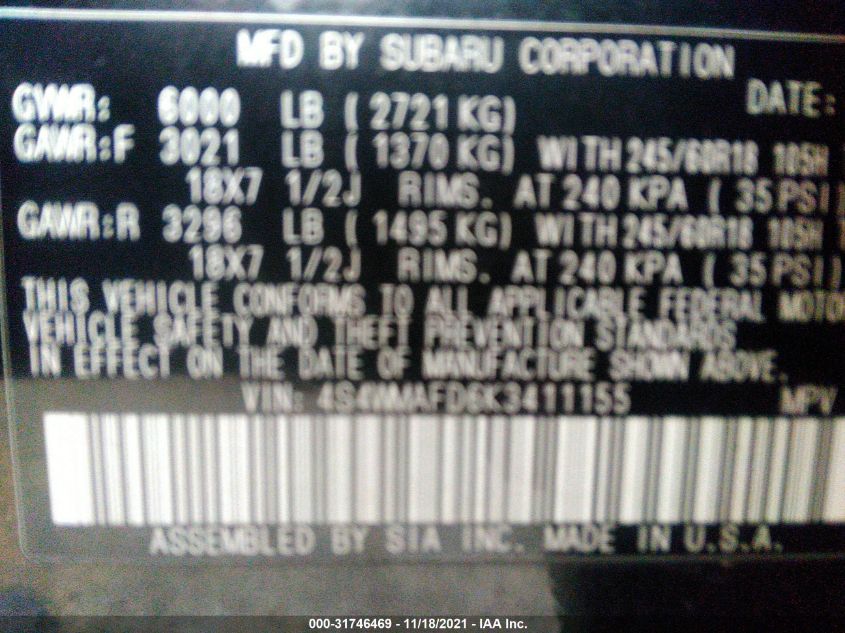 MFD BY SUBARU CORPORATION
GVWR: 6000 LB ( 2721 KG) DATE:
GAWR:F 3021 LB ( 1370 KG) WITH 245/60R18 105H
18X7 1/2J RIMS. AT 240 KPA ( 35 PSI)
GAWR:R 3296 LB ( 1495 KG) WITH 245/60R18 105H
18X7 1/2J RIMS. AT 240 KPA ( 35 PSI)
THIS VEHICLE CONFORMS TO ALL APPLICABLE FEDERAL MOTO
VEHICLE SAFETY AND THEFT PREVENTION STANDARDS
IN EFFECT ON THE DATE OF MANUFACTURE SHOWN ABOVE.
VIN: 4S4WMAFD6K3411155 MPV
ASSEMBLED BY SIA INC. MADE IN U.S.A.
000-31746469 - 11/18/2021 - IAA Inc.